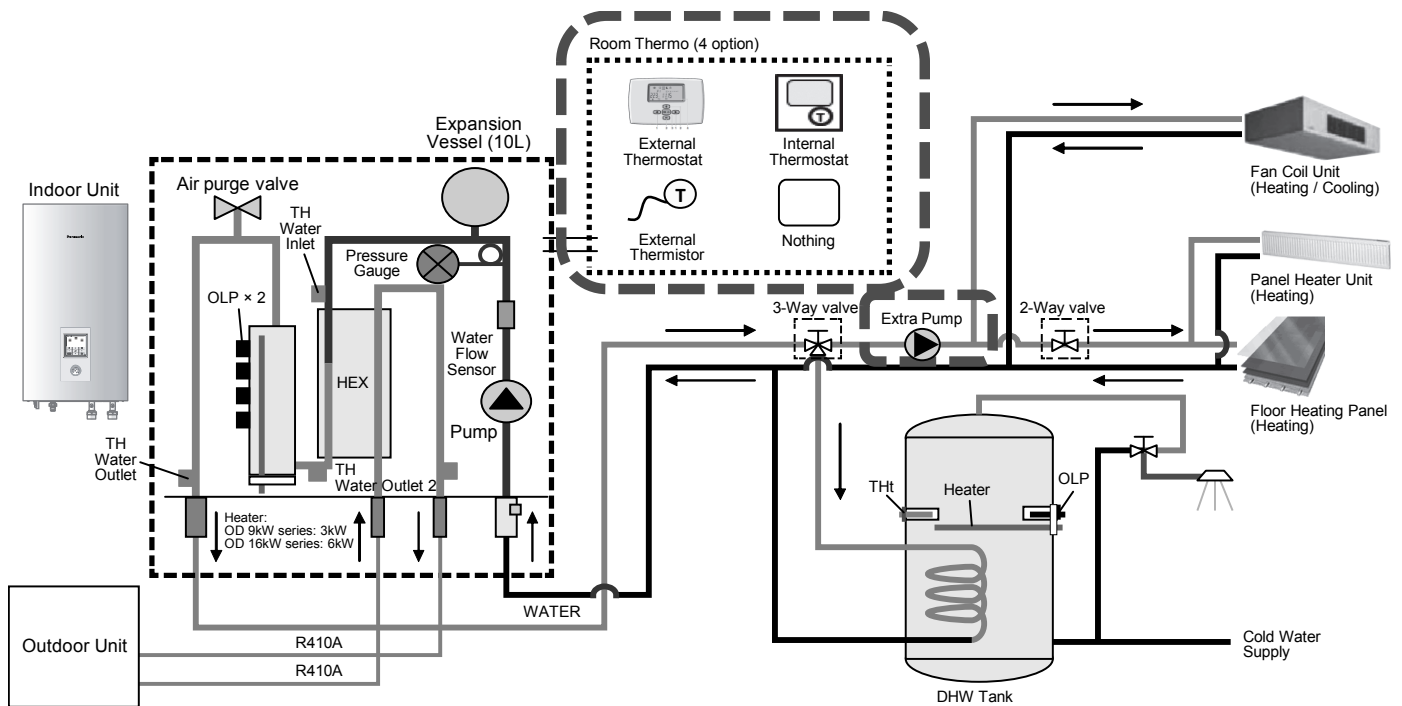 Room Thermo (4 option)
External
Thermostat
Internal
Thermostat
T
External
Thermistor
T
Nothing
Expansion
Vessel (10L)
Indoor Unit
Panasonic
Air purge valve
TH
Water
Inlet
Pressure
Gauge
OLP × 2
Water
Flow
Sensor
HEX
Pump
TH
Water
Outlet
TH
Water Outlet 2
Heater:
OD 9kW series: 3kW
OD 16kW series: 6kW
Fan Coil Unit
(Heating / Cooling)
Panel Heater Unit
(Heating)
3-Way valve
Extra Pump
2-Way valve
Floor Heating Panel
(Heating)
THt
Heater
OLP
WATER
Outdoor Unit
R410A
R410A
Cold Water
Supply
DHW Tank